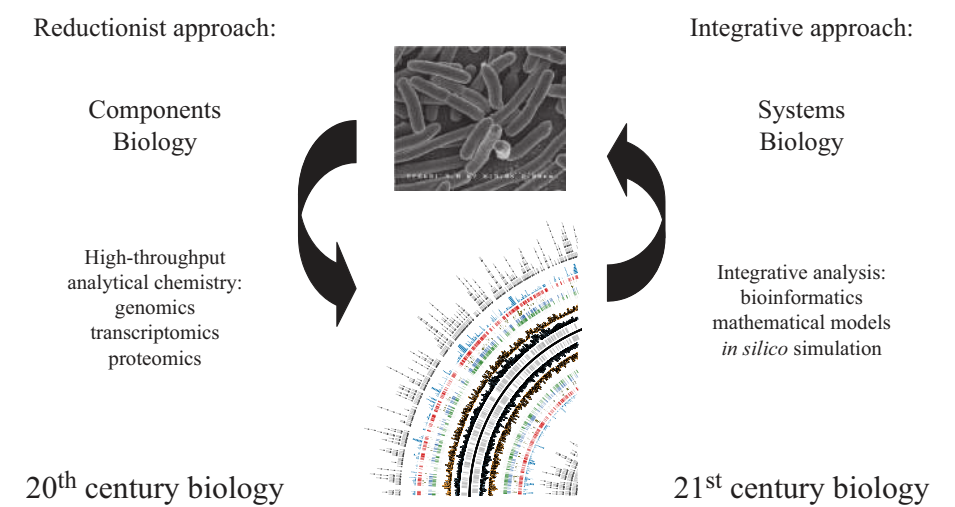 Reductionist approach:
Components
Biology
High-throughput
analytical chemistry:
genomics
transcriptomics
proteomics
20th century biology
Integrative approach:
Systems
Biology
Integrative analysis:
bioinformatics
mathematical models
in silico simulation
21st century biology